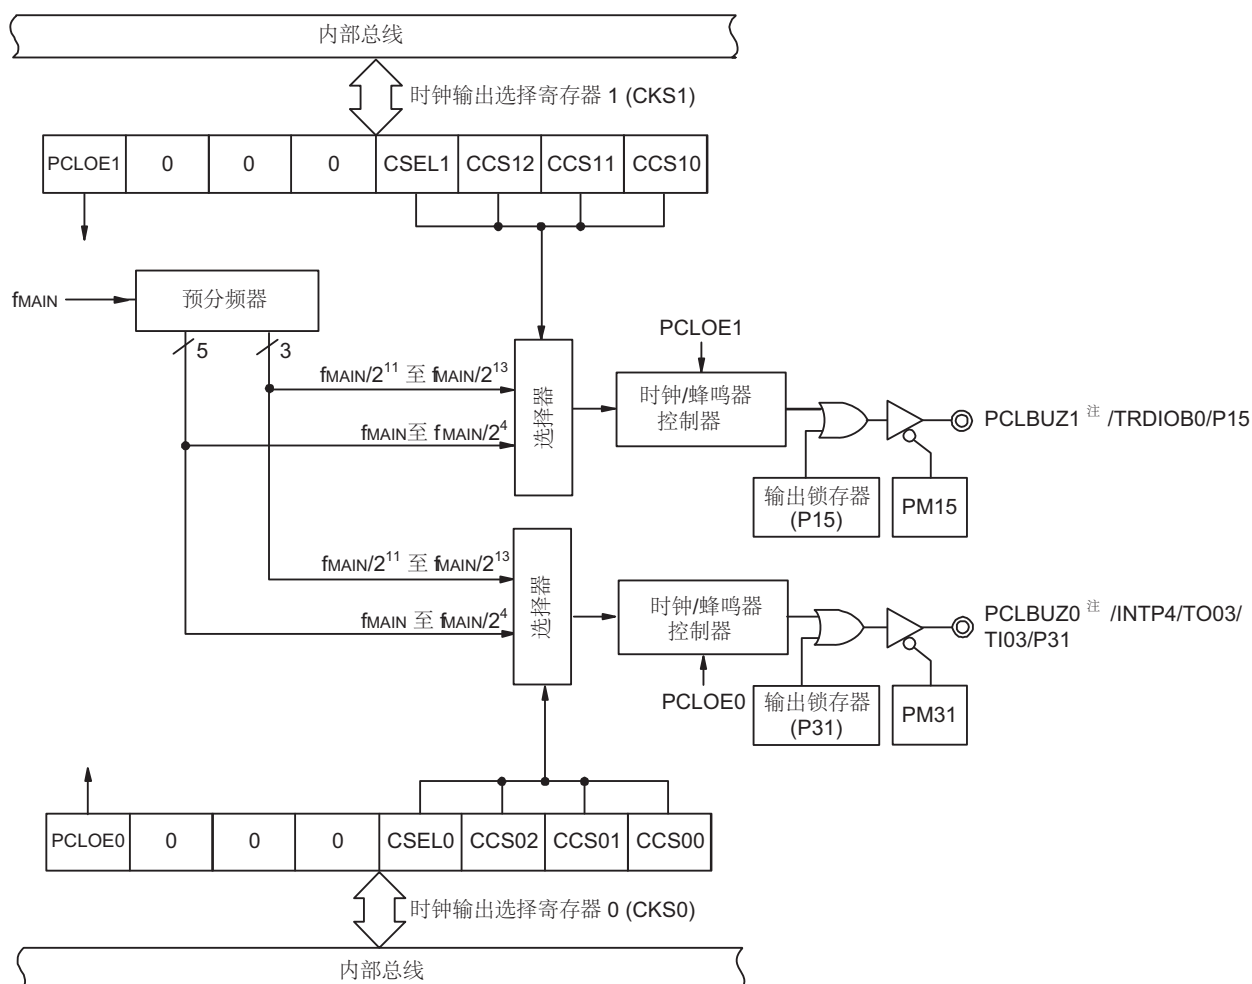 内部总线
时钟输出选择寄存器 1 (CKS1)
PCLOE1 0 0 0 CSEL1 CCS12 CCS11 CCS10
fMAIN
预分频器
5 3
PCLOE1
fMAIN/2¹¹ 至 fMAIN/2¹³
选择器
时钟/蜂鸣器
控制器
PCLBUZ1 注 /TRDIOB0/P15
fMAIN至 fMAIN/2⁴
输出锁存器
(P15)
PM15
fMAIN/2¹¹ 至 fMAIN/2¹³
选择器
时钟/蜂鸣器
控制器
PCLBUZ0 注 /INTP4/TO03/
TI03/P31
fMAIN 至 fMAIN/2⁴
PCLOE0
输出锁存器
(P31)
PM31
PCLOE0 0 0 0 CSEL0 CCS02 CCS01 CCS00
时钟输出选择寄存器 0 (CKS0)
内部总线